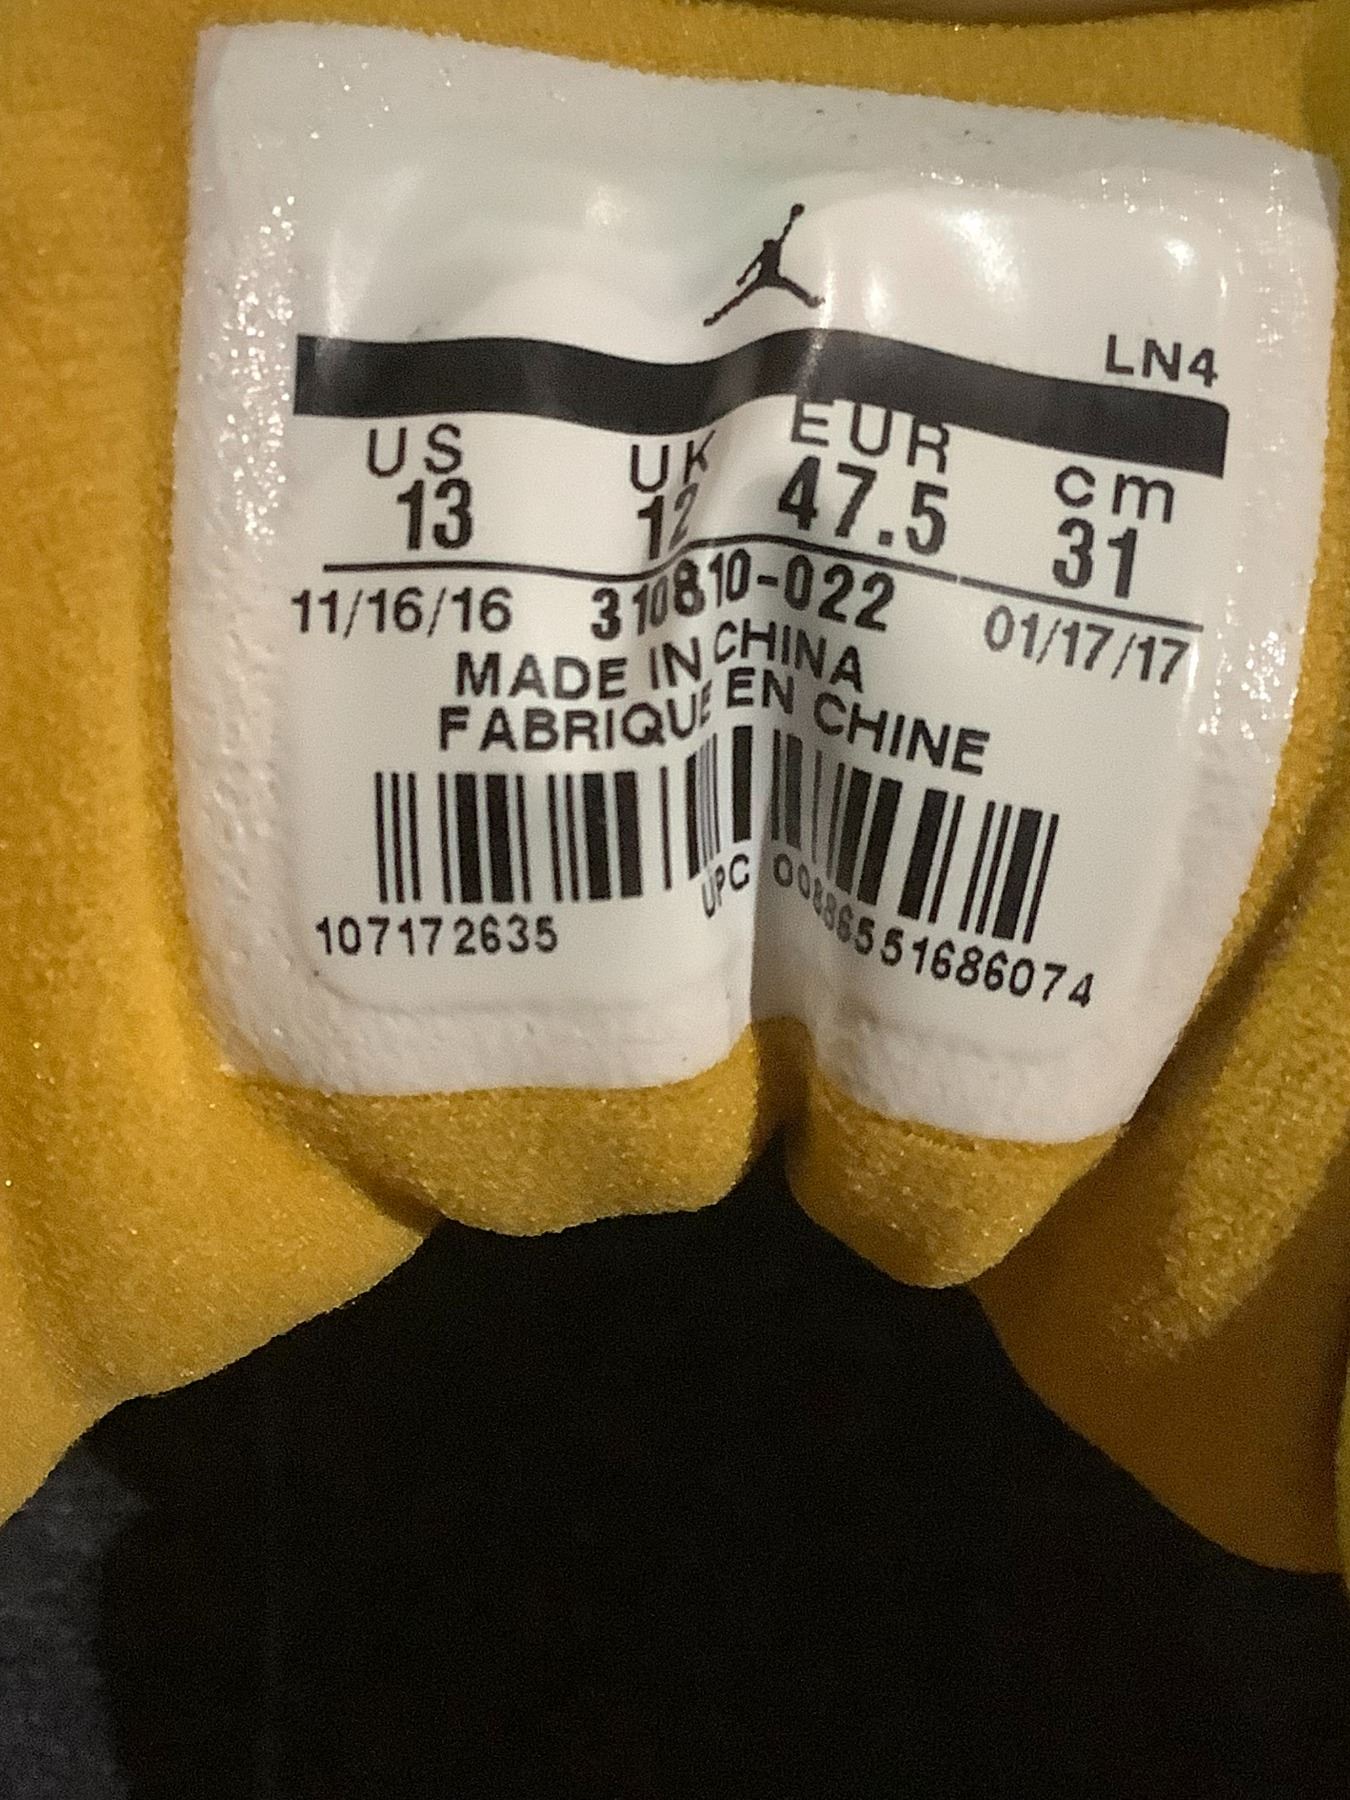 LN4
US UK EUR cm
13 12 47.5 31
11/16/16 310810-022 01/17/17
MADE IN CHINA
FABRIQUE EN CHINE
107172635 UPC 00886551686074